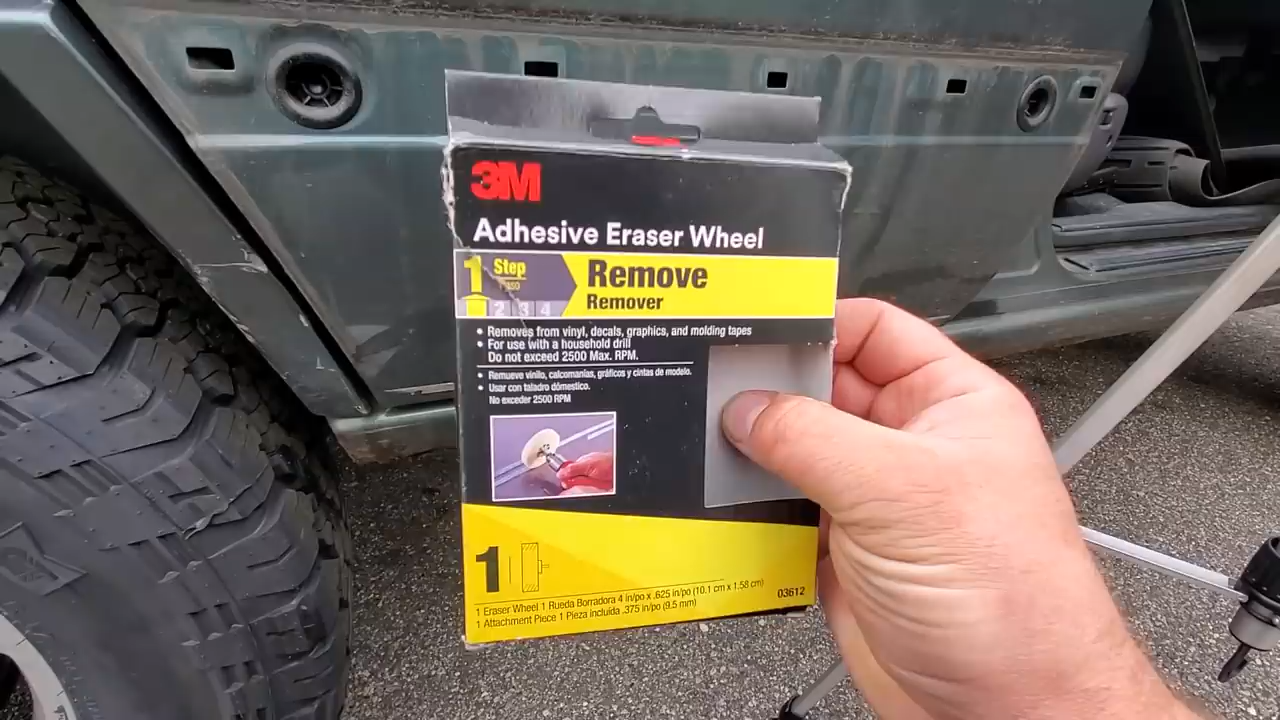 3M
Adhesive Eraser Wheel
1 Step
Paso
2 3 4
Remove
Remover
• Removes from vinyl, decals, graphics, and molding tapes
• For use with a household drill
Do not exceed 2500 Max. RPM.
• Remueve vinilo, calcomanías, gráficos y cintas de modelo.
• Usar con taladro dómestico.
No exceder 2500 RPM
1
1 Eraser Wheel 1 Rueda Borradora 4 in/po x .625 in/po (10.1 cm x 1.58 cm)
1 Attachment Piece 1 Pieza incluída .375 in/po (9.5 mm)
03612